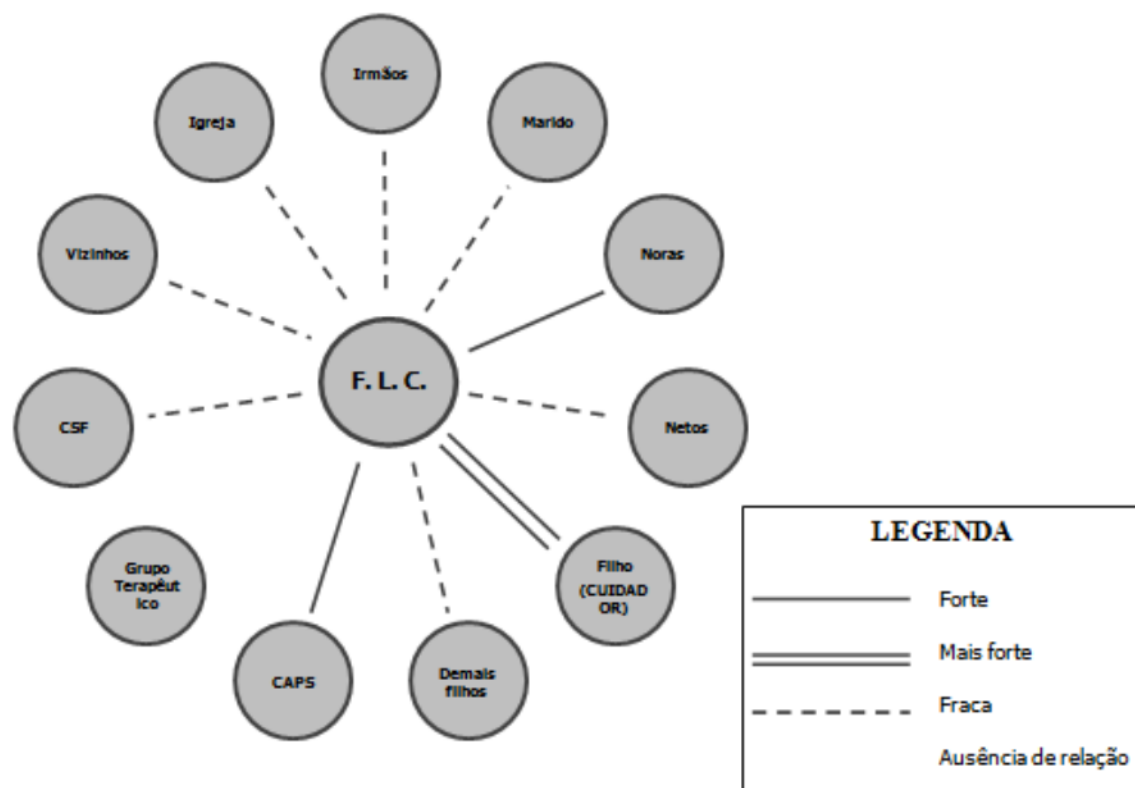 Irmãos
Igreja
Marido
Vizinhos
Noras
F. L. C.
CSF
Netos
Grupo
Terapêut
ico
Filho
(CUIDAD
OR)
CAPS
Demais
filhos
LEGENDA
Forte
Mais forte
Fraca
Ausência de relação